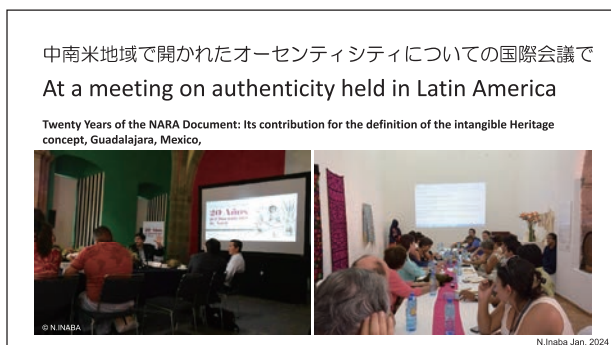 中南米地域で開かれたオーセンティシティについての国際会議で
At a meeting on authenticity held in Latin America
Twenty Years of the NARA Document: Its contribution for the definition of the intangible Heritage
concept, Guadalajara, Mexico,
20 Años
© N.INABA
N.Inaba Jan. 2024